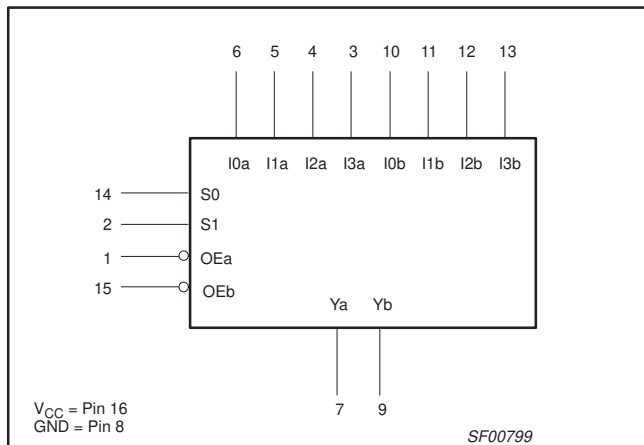 6 5 4 3 10 11 12 13
I0a I1a I2a I3a I0b I1b I2b I3b
14 S0
2 S1
1 OEa
15 OEb
Ya Yb
7 9
VCC = Pin 16
GND = Pin 8
SF00799